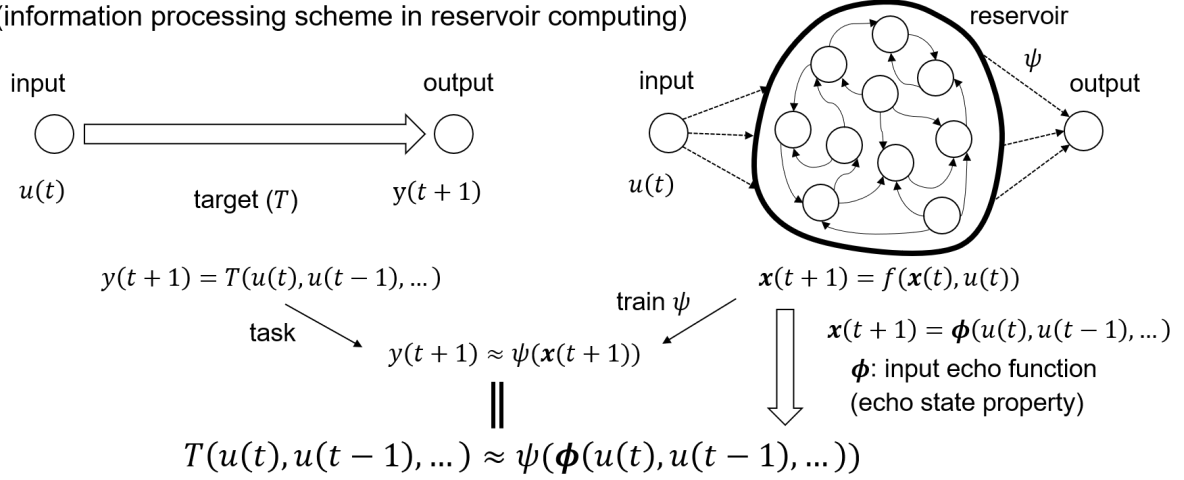 (information processing scheme in reservoir computing)
input
output
u(t)
target (T)
y(t + 1)
reservoir
input
ψ
output
u(t)
y(t + 1) = T(u(t), u(t − 1), …)
x(t + 1) = f(x(t), u(t))
task
train ψ
x(t + 1) = ϕ(u(t), u(t − 1), …)
y(t + 1) ≈ ψ(x(t + 1))
ϕ: input echo function
(echo state property)
T(u(t), u(t − 1), …) ≈ ψ(ϕ(u(t), u(t − 1), …))